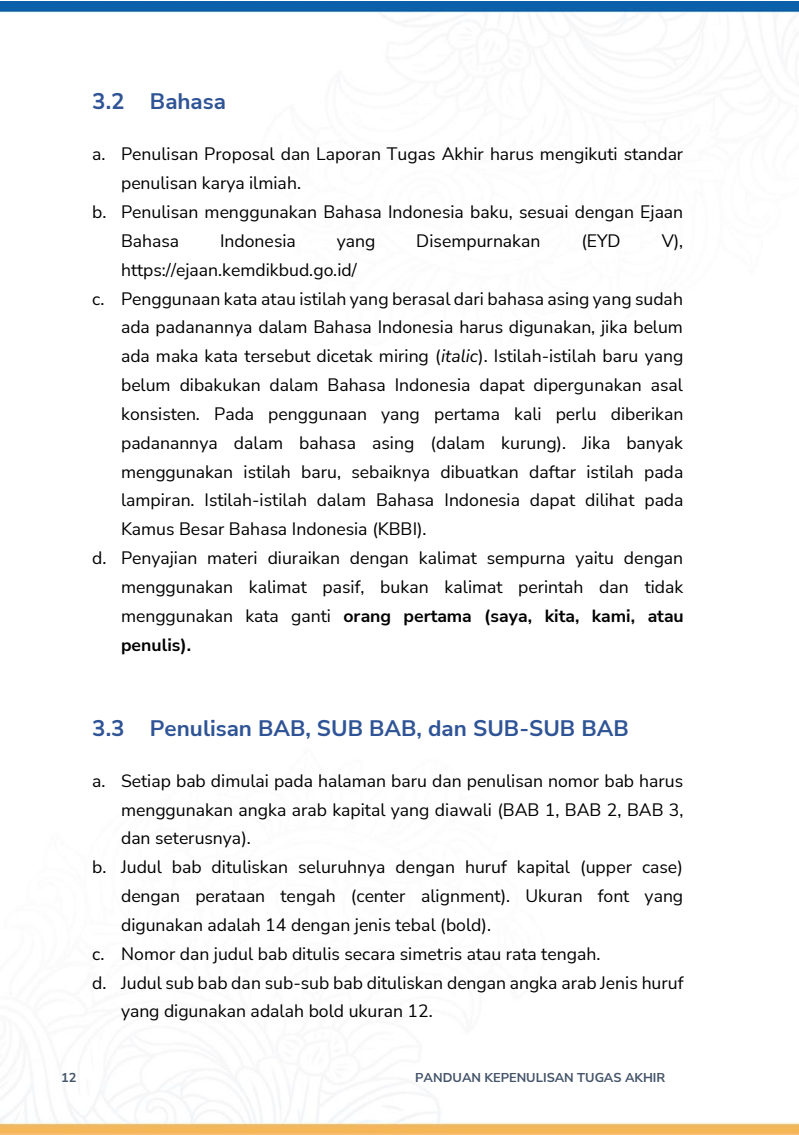 3.2 Bahasa
a. Penulisan Proposal dan Laporan Tugas Akhir harus mengikuti standar
penulisan karya ilmiah.
b. Penulisan menggunakan Bahasa Indonesia baku, sesuai dengan Ejaan
Bahasa Indonesia yang Disempurnakan (EYD V),
https://ejaan.kemdikbud.go.id/
c. Penggunaan kata atau istilah yang berasal dari bahasa asing yang sudah
ada padanannya dalam Bahasa Indonesia harus digunakan, jika belum
ada maka kata tersebut dicetak miring (italic). Istilah-istilah baru yang
belum dibakukan dalam Bahasa Indonesia dapat dipergunakan asal
konsisten. Pada penggunaan yang pertama kali perlu diberikan
padanannya dalam bahasa asing (dalam kurung). Jika banyak
menggunakan istilah baru, sebaiknya dibuatkan daftar istilah pada
lampiran. Istilah-istilah dalam Bahasa Indonesia dapat dilihat pada
Kamus Besar Bahasa Indonesia (KBBI).
d. Penyajian materi diuraikan dengan kalimat sempurna yaitu dengan
menggunakan kalimat pasif, bukan kalimat perintah dan tidak
menggunakan kata ganti orang pertama (saya, kita, kami, atau
penulis).
3.3 Penulisan BAB, SUB BAB, dan SUB-SUB BAB
a. Setiap bab dimulai pada halaman baru dan penulisan nomor bab harus
menggunakan angka arab kapital yang diawali (BAB 1, BAB 2, BAB 3,
dan seterusnya).
b. Judul bab dituliskan seluruhnya dengan huruf kapital (upper case)
dengan perataan tengah (center alignment). Ukuran font yang
digunakan adalah 14 dengan jenis tebal (bold).
c. Nomor dan judul bab ditulis secara simetris atau rata tengah.
d. Judul sub bab dan sub-sub bab dituliskan dengan angka arab Jenis huruf
yang digunakan adalah bold ukuran 12.
12 PANDUAN KEPENULISAN TUGAS AKHIR